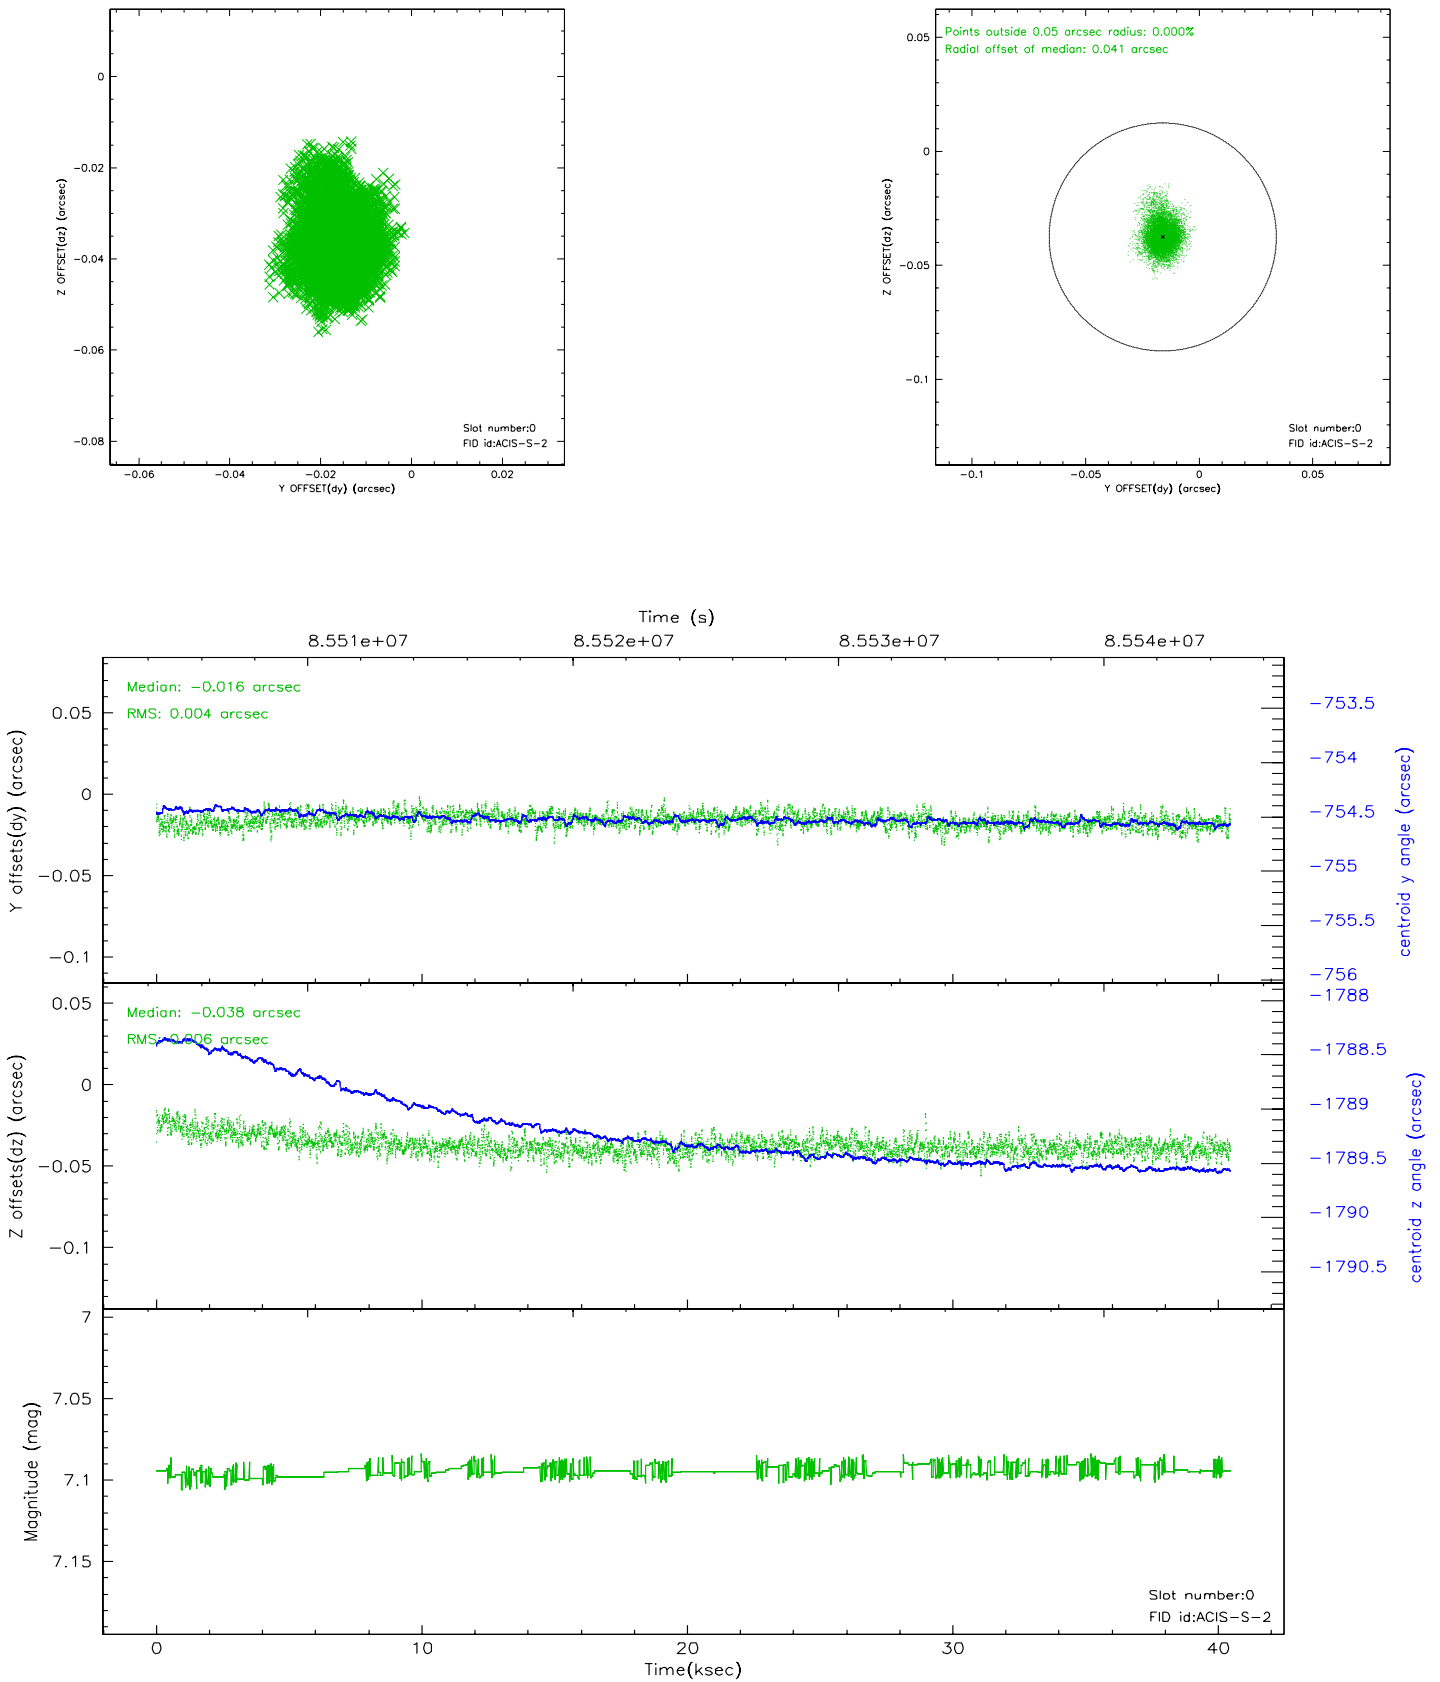 0
−0.02
−0.04
−0.06
−0.08
Z OFFSET(dz) (arcsec)
−0.06 −0.04 −0.02 0 0.02
Y OFFSET(dy) (arcsec)
Slot number:0
FID id:ACIS−S−2
Points outside 0.05 arcsec radius: 0.000%
Radial offset of median: 0.041 arcsec
0.05
0
−0.05
−0.1
Z OFFSET(dz) (arcsec)
−0.1 −0.05 0 0.05
Y OFFSET(dy) (arcsec)
Slot number:0
FID id:ACIS−S−2
Time (s)
8.551e+07 8.552e+07 8.553e+07 8.554e+07
Median: −0.016 arcsec
RMS: 0.004 arcsec
0.05
0
−0.05
−0.1
Y offsets(dy) (arcsec)
−753.5
−754
−754.5
−755
−755.5
−756
centroid y angle (arcsec)
Median: −0.038 arcsec
RMS: 0.006 arcsec
0.05
0
−0.05
−0.1
Z offsets(dz) (arcsec)
−1788
−1788.5
−1789
−1789.5
−1790
−1790.5
centroid z angle (arcsec)
7
7.05
7.1
7.15
Magnitude (mag)
Slot number:0
FID id:ACIS−S−2
0 10 20 30 40
Time(ksec)